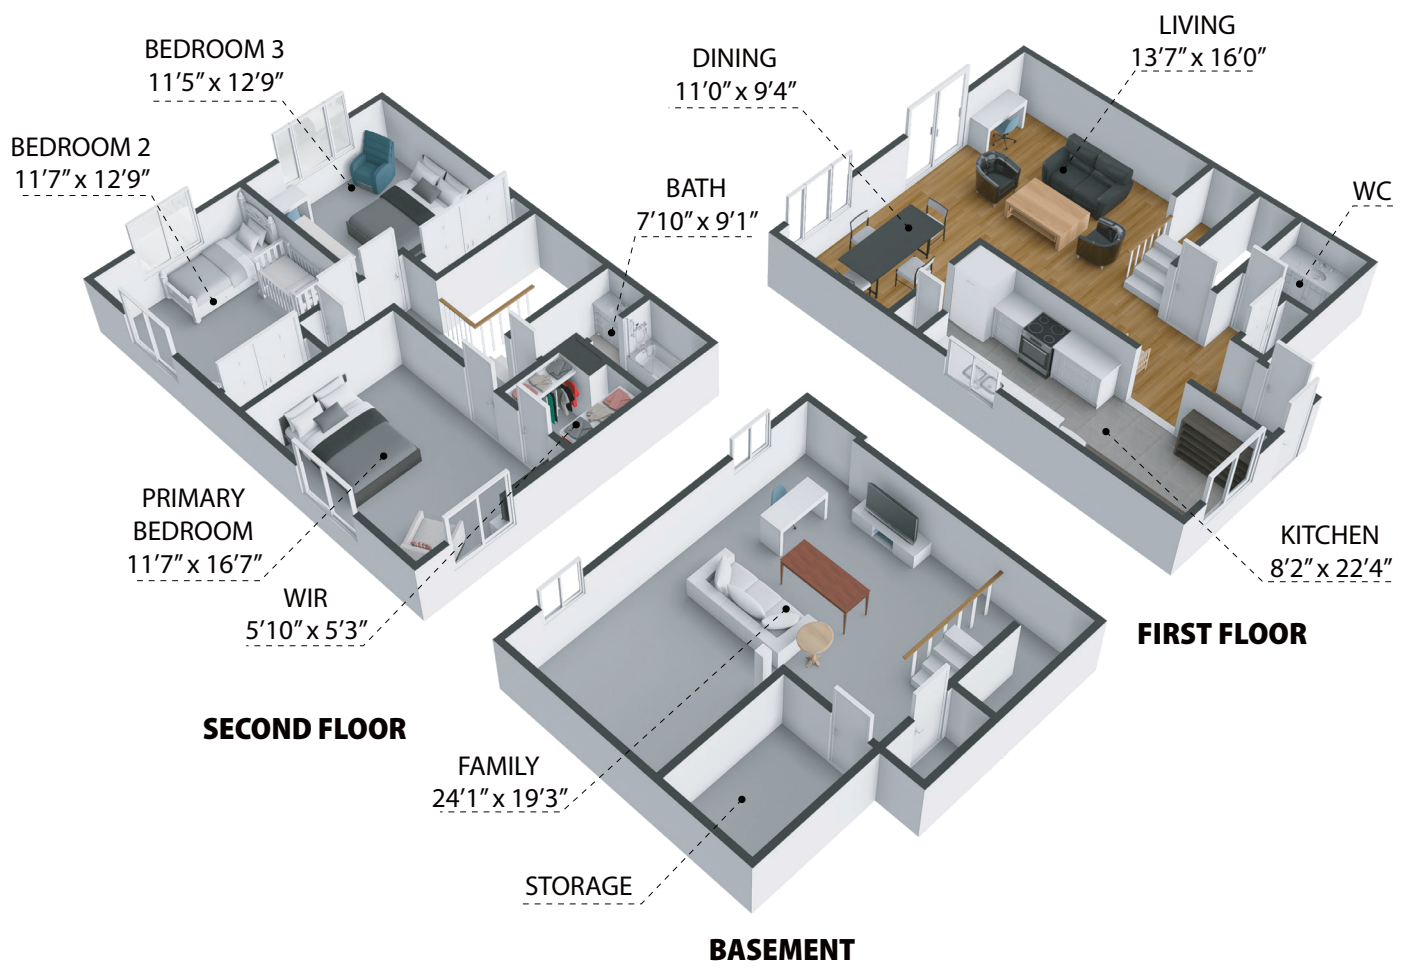 BEDROOM 3
11'5" x 12'9"
BEDROOM 2
11'7" x 12'9"
BATH
7'10" x 9'1"
PRIMARY
BEDROOM
11'7" x 16'7"
WIR
5'10" x 5'3"
SECOND FLOOR
DINING
11'0" x 9'4"
LIVING
13'7" x 16'0"
WC
KITCHEN
8'2" x 22'4"
FIRST FLOOR
FAMILY
24'1" x 19'3"
STORAGE
BASEMENT